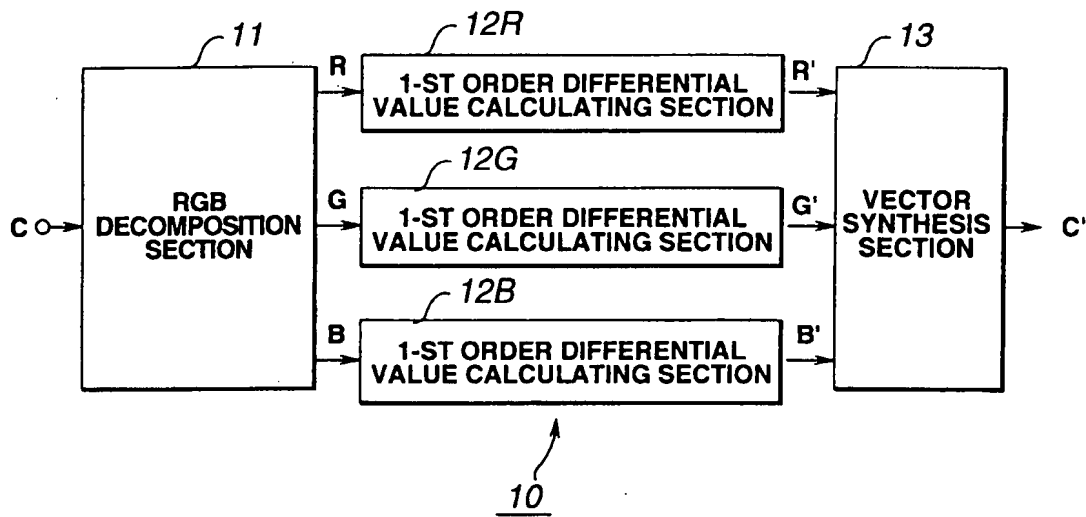 11
12R
13
R
1-ST ORDER DIFFERENTIAL
VALUE CALCULATING SECTION
R'
12G
C
RGB
DECOMPOSITION
SECTION
G
1-ST ORDER DIFFERENTIAL
VALUE CALCULATING SECTION
G'
VECTOR
SYNTHESIS
SECTION
C'
12B
B
1-ST ORDER DIFFERENTIAL
VALUE CALCULATING SECTION
B'
10